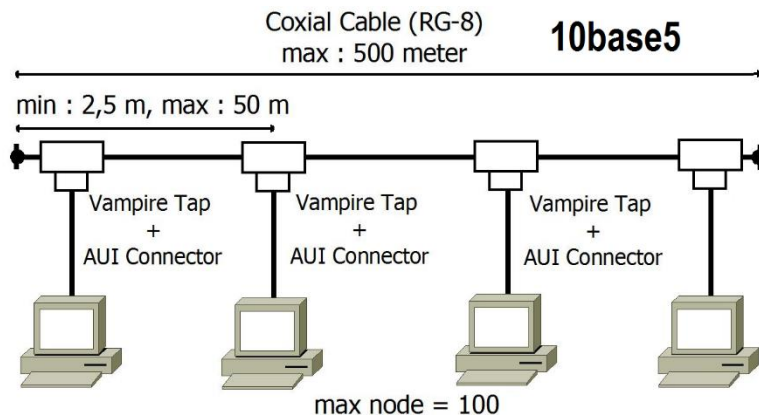 Coxial Cable (RG-8)
max : 500 meter
10base5
min : 2,5 m, max : 50 m
Vampire Tap
+
AUI Connector
Vampire Tap
+
AUI Connector
Vampire Tap
+
AUI Connector
max node = 100